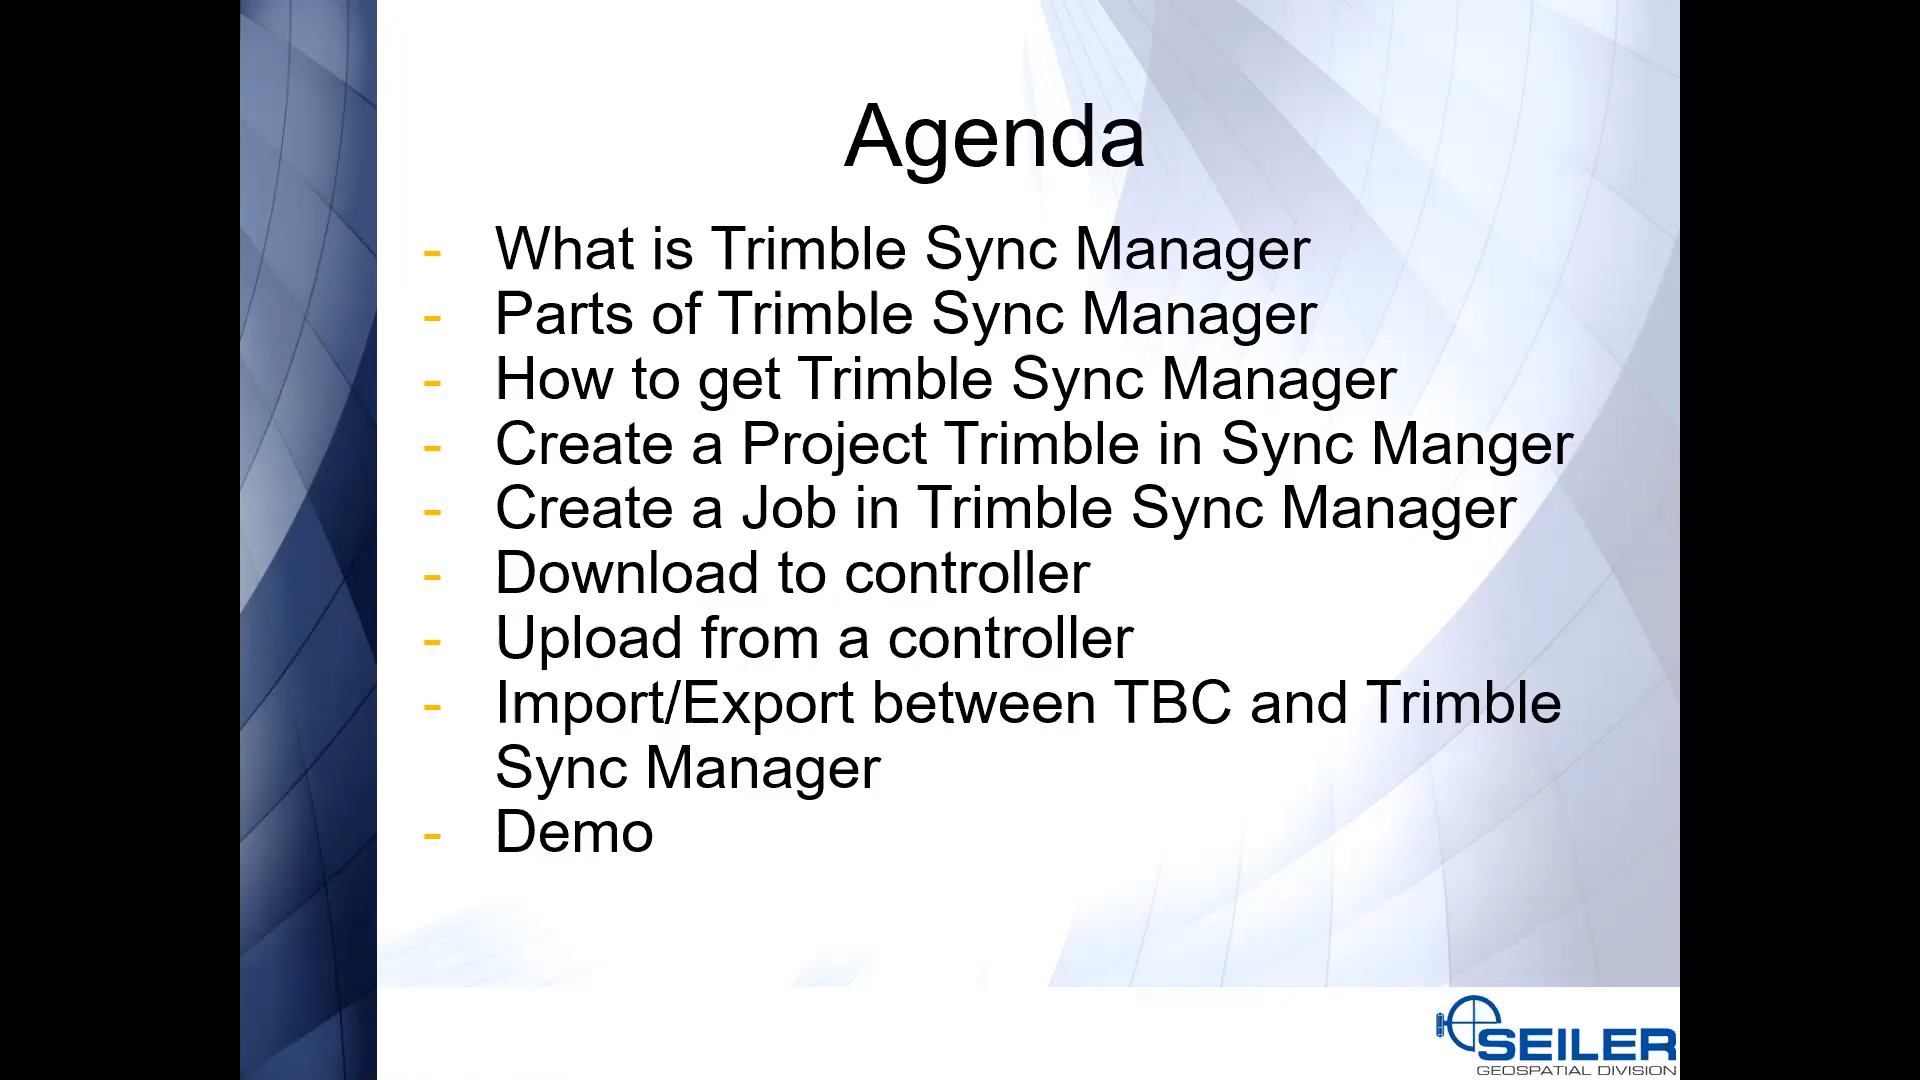 Agenda
- What is Trimble Sync Manager
- Parts of Trimble Sync Manager
- How to get Trimble Sync Manager
- Create a Project Trimble in Sync Manger
- Create a Job in Trimble Sync Manager
- Download to controller
- Upload from a controller
- Import/Export between TBC and Trimble
Sync Manager
- Demo
SEILER
GEOSPATIAL DIVISION